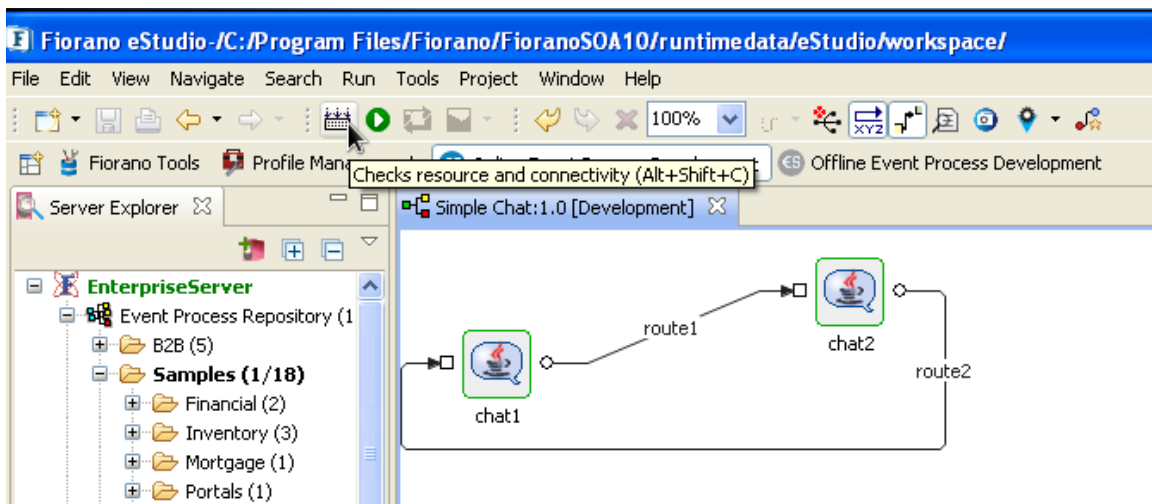 Fiorano eStudio-/C:/Program Files/Fiorano/FioranoSOA10/runtimedata/eStudio/workspace/
File Edit View Navigate Search Run Tools Project Window Help
100%
XYZ
Fiorano Tools Profile Mana Offline Event Process Development
Checks resource and connectivity (Alt+Shift+C)
Server Explorer Simple Chat:1.0 [Development]
EnterpriseServer
Event Process Repository (1
B2B (5)
Samples (1/18)
Financial (2)
Inventory (3)
Mortgage (1)
Portals (1)
route1
chat2
route2
chat1